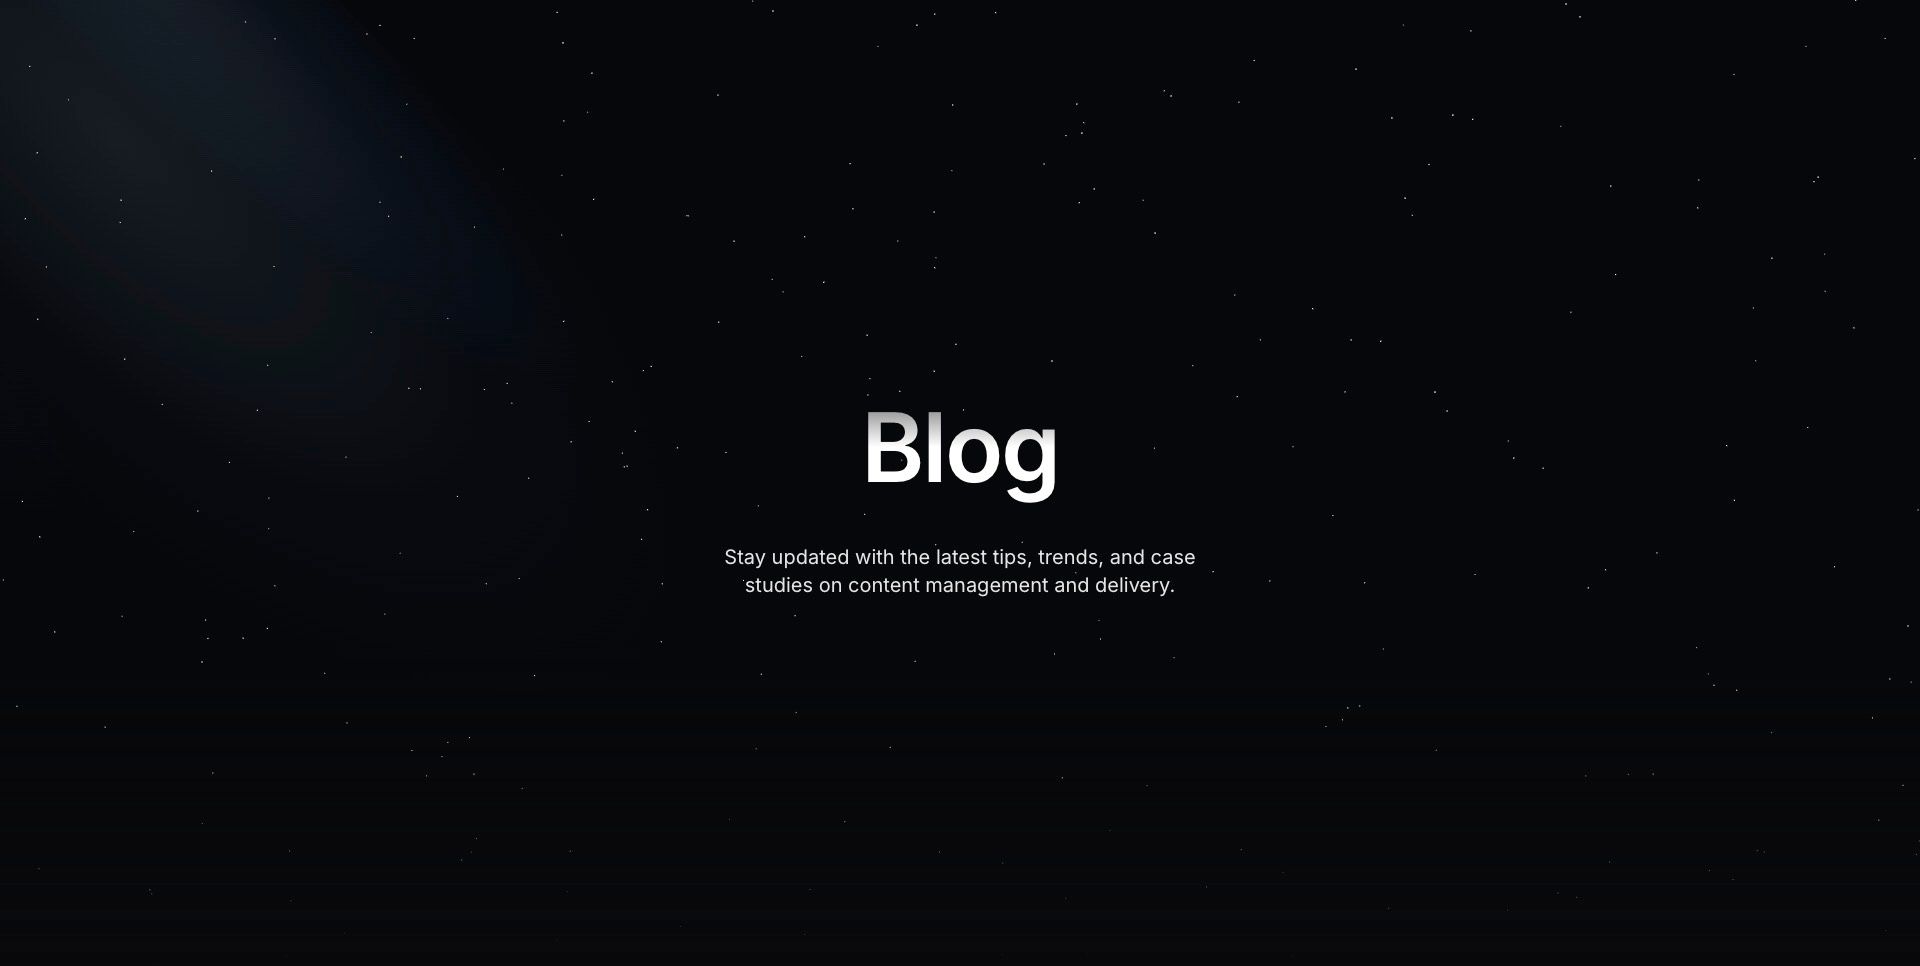 Blog
Stay updated with the latest tips, trends, and case
studies on content management and delivery.